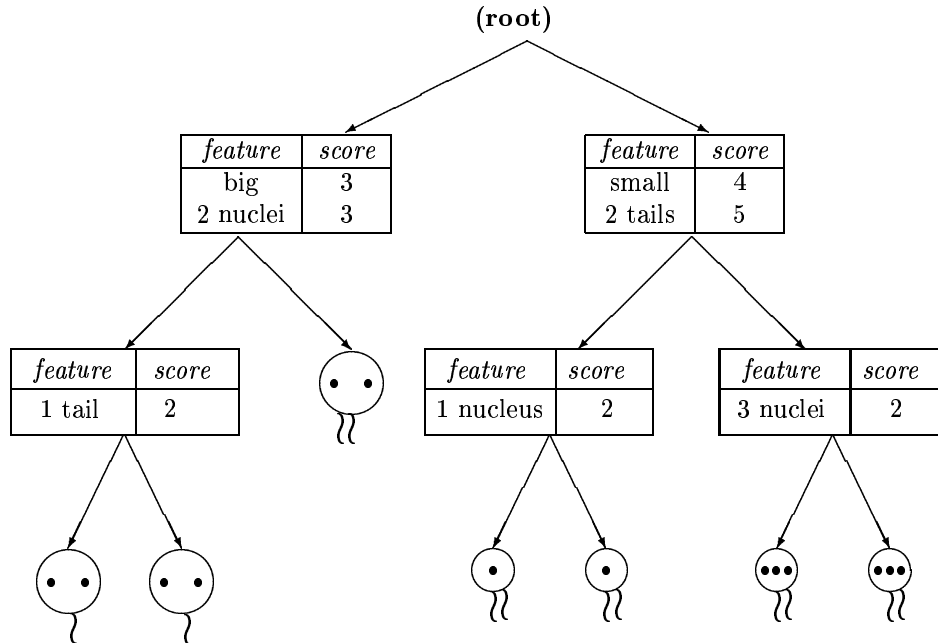 (root)
feature score
big 3
2 nuclei 3
feature score
small 4
2 tails 5
feature score
1 tail 2
feature score
1 nucleus 2
feature score
3 nuclei 2